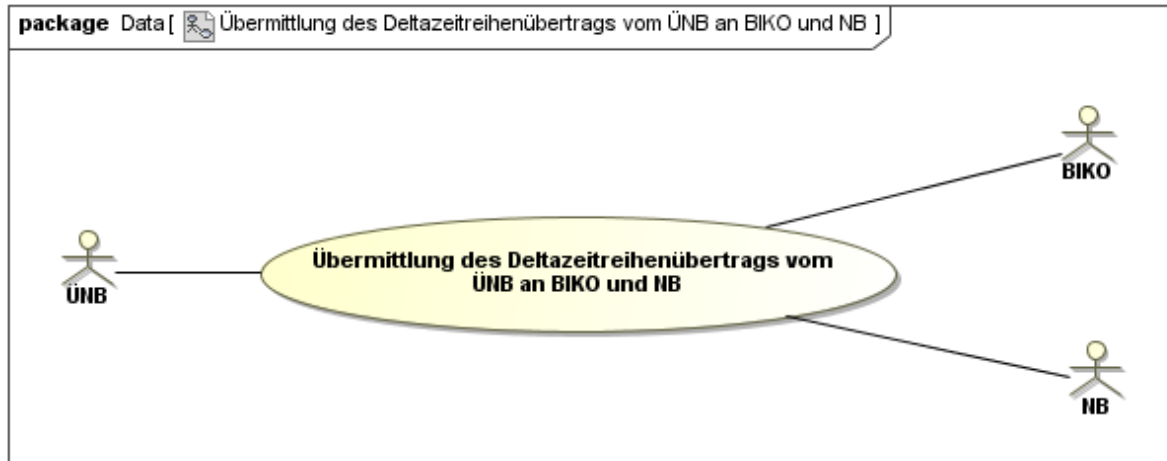 package Data [ Übermittlung des Deltazeitreihenübertrags vom ÜNB an BIKO und NB ]
BIKO
ÜNB
Übermittlung des Deltazeitreihenübertrags vom
ÜNB an BIKO und NB
NB